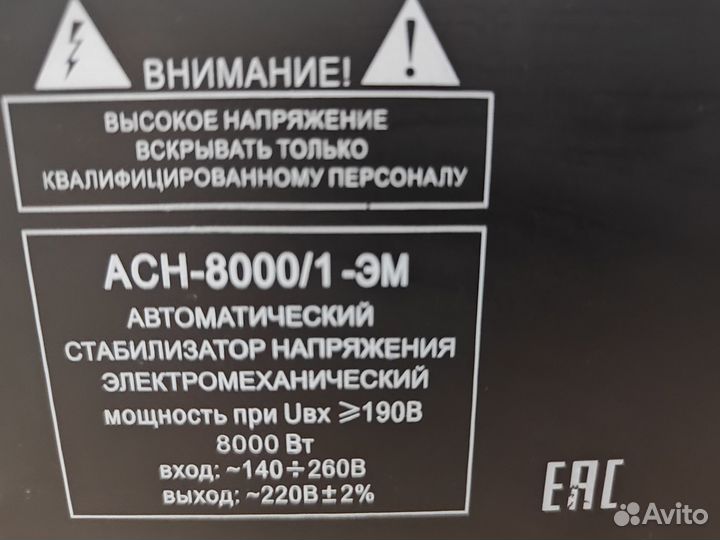 ВНИМАНИЕ!
ВЫСОКОЕ НАПРЯЖЕНИЕ
ВСКРЫВАТЬ ТОЛЬКО
КВАЛИФИЦИРОВАННОМУ ПЕРСОНАЛУ
АСН-8000/1 -ЭМ
АВТОМАТИЧЕСКИЙ
СТАБИЛИЗАТОР НАПРЯЖЕНИЯ
ЭЛЕКТРОМЕХАНИЧЕСКИЙ
мощность при Uвх ⩾190В
8000 Вт
вход: ~140÷260В
выход: ~220В±2%
EAC
Avito